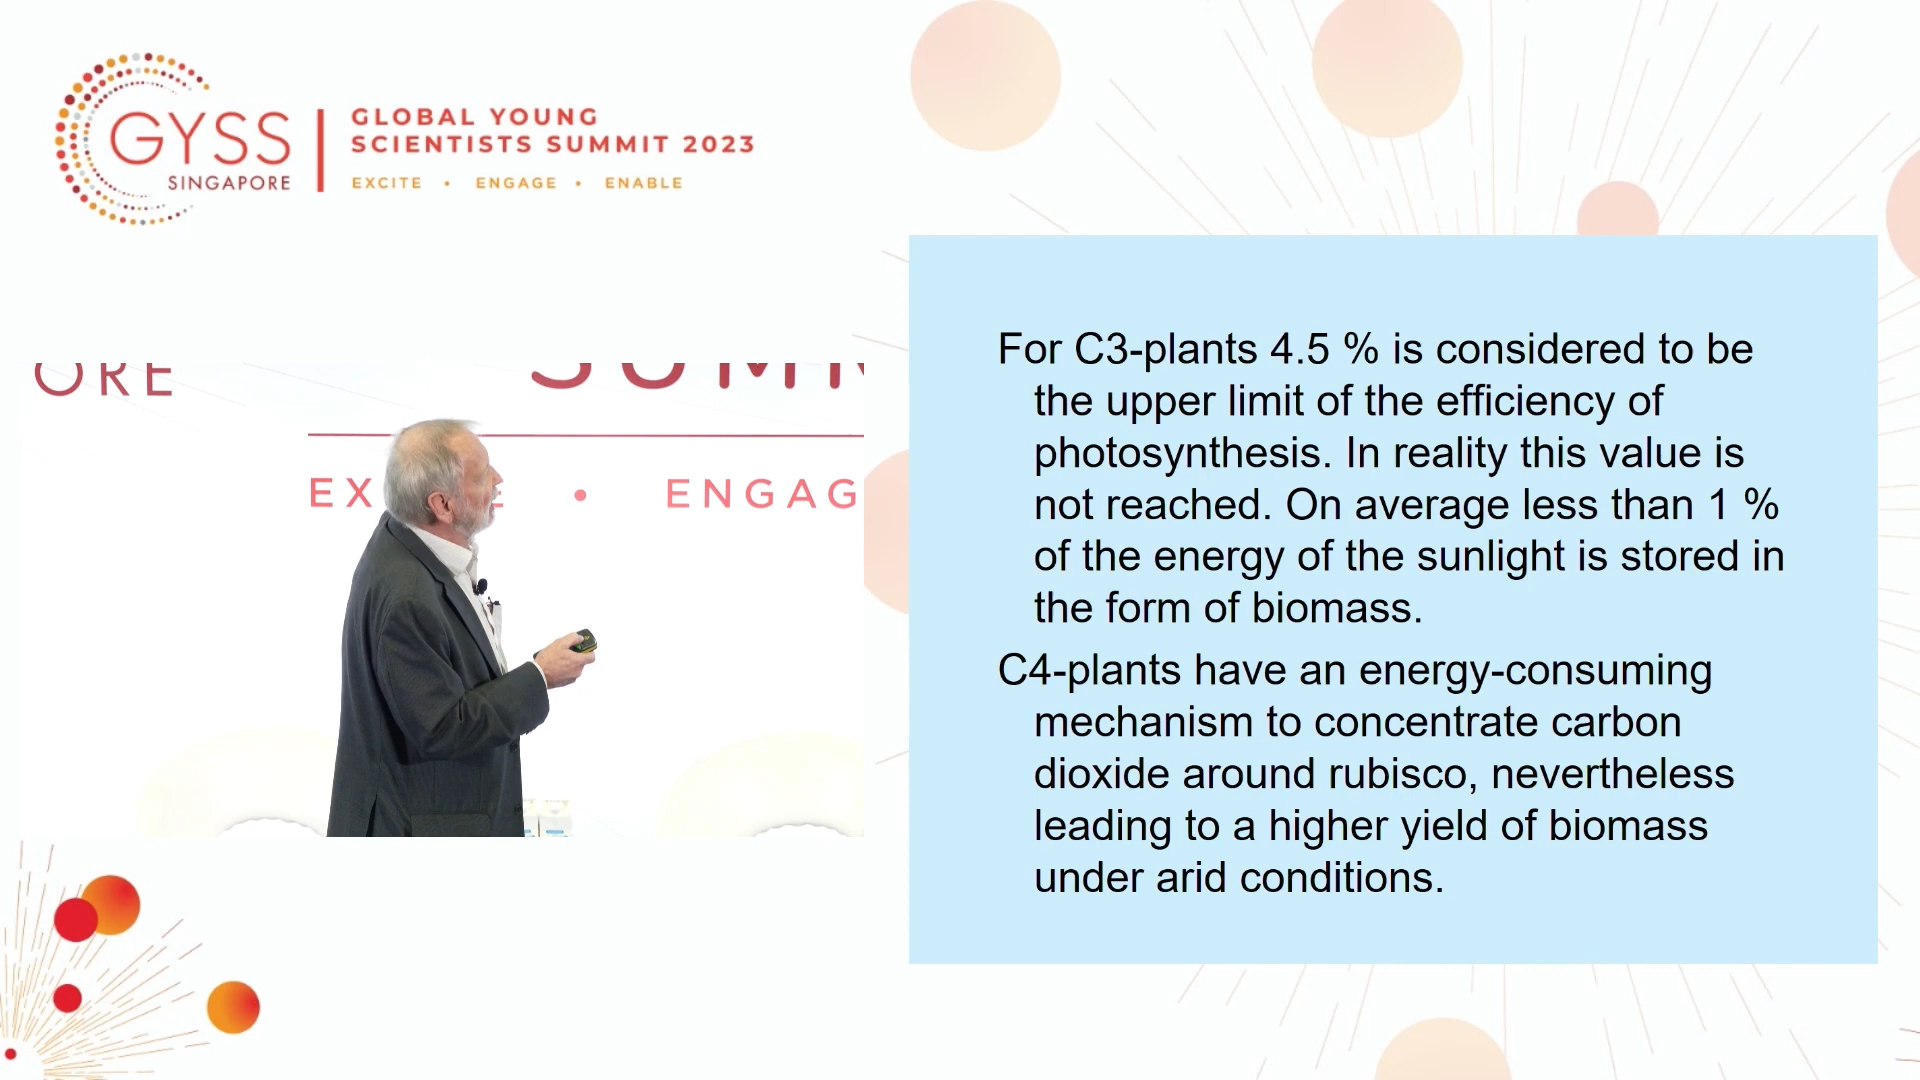 GYSS
SINGAPORE
GLOBAL YOUNG
SCIENTISTS SUMMIT 2023
EXCITE • ENGAGE • ENABLE
ORE
SUMM
EX E • ENGAG
For C3-plants 4.5 % is considered to be
the upper limit of the efficiency of
photosynthesis. In reality this value is
not reached. On average less than 1 %
of the energy of the sunlight is stored in
the form of biomass.
C4-plants have an energy-consuming
mechanism to concentrate carbon
dioxide around rubisco, nevertheless
leading to a higher yield of biomass
under arid conditions.